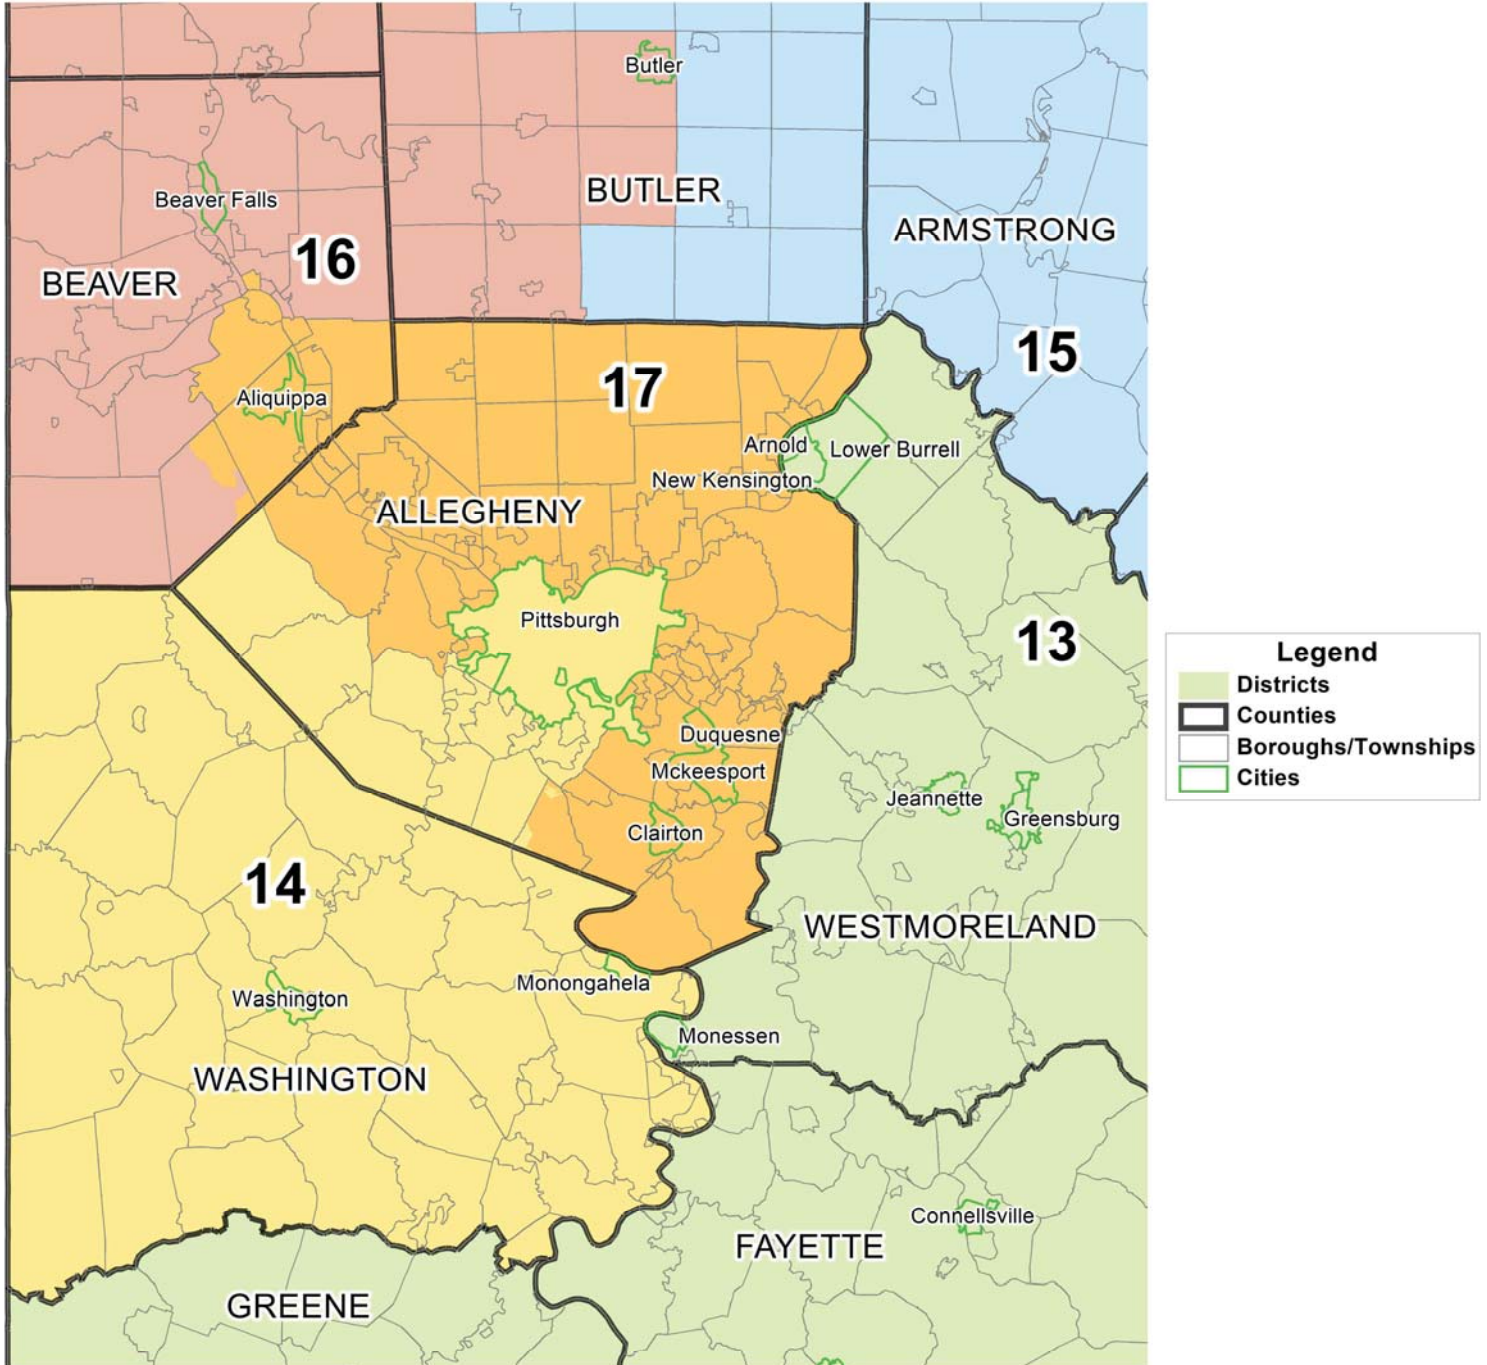 Butler
BUTLER
Beaver Falls
ARMSTRONG
16
BEAVER
15
17
Aliquippa
Arnold
Lower Burrell
New Kensington
ALLEGHENY
Pittsburgh
13
Legend
Districts
Counties
Boroughs/Townships
Cities
Duquesne
Mckeesport
Jeannette
Greensburg
Clairton
14
WESTMORELAND
Monongahela
Washington
Monessen
WASHINGTON
Connellsville
FAYETTE
GREENE